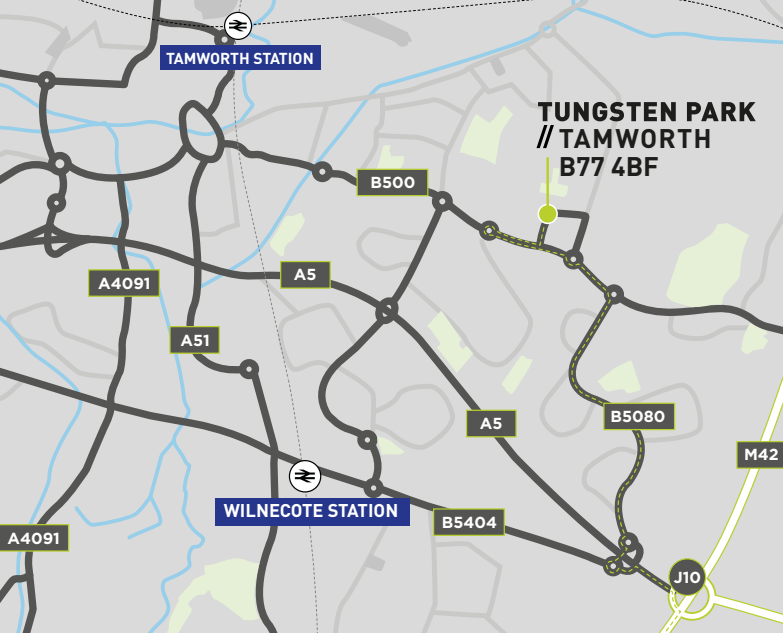 TAMWORTH STATION
TUNGSTEN PARK
// TAMWORTH
B77 4BF
B500
A5
A4091
A51
A5
B5080
M42
WILNECOTE STATION
B5404
A4091
J10